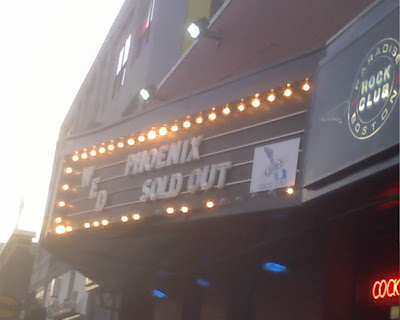 WED
PHOENIX
SOLD OUT
PARADISE
ROCK
CLUB
BOSTON
COCK